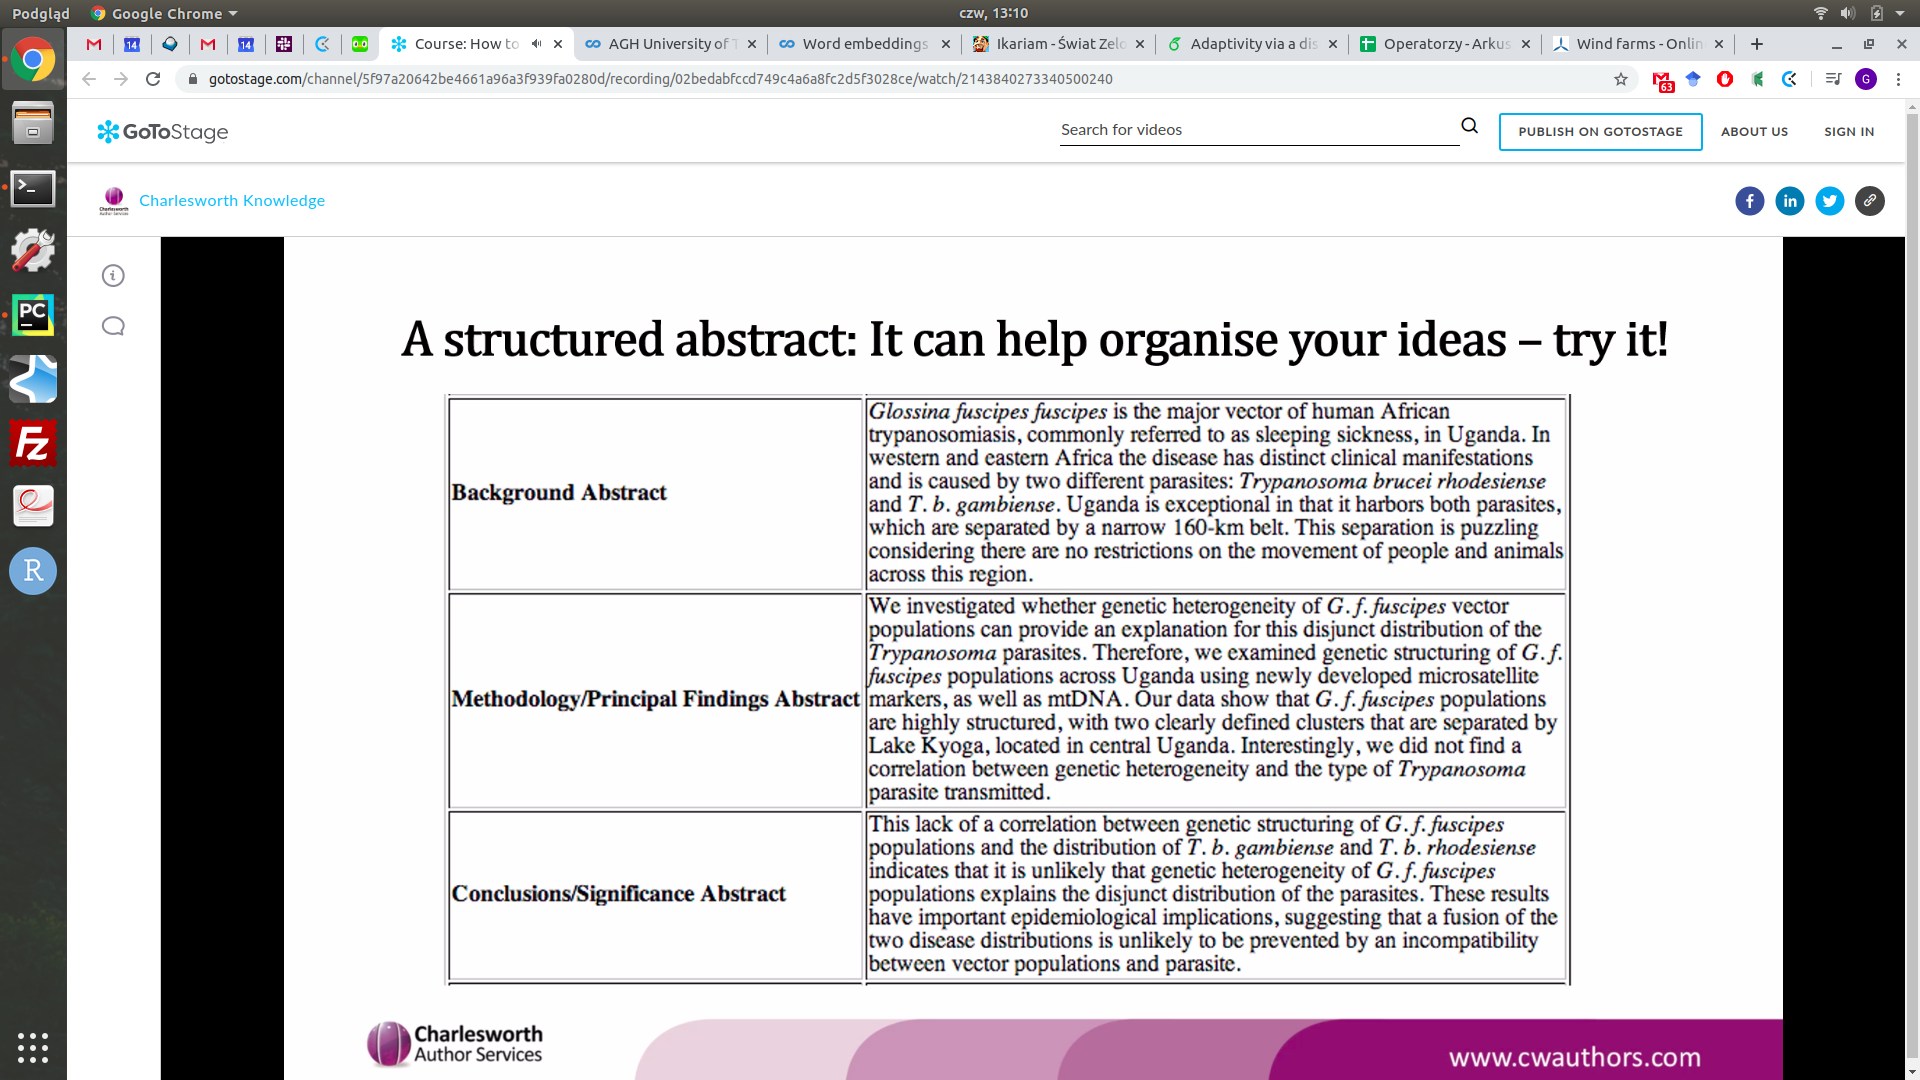 Podgląd
Google Chrome
czw, 13:10
Course: How to
AGH University of T
Word embeddings
Ikariam - Świat Zelo
Adaptivity via a dis
Operatorzy - Arkus
Wind farms - Onlin
14
14
gotostage.com/channel/5f97a20642be4661a96a3f939fa0280d/recording/02bedabfccd749c4a6a8fc2d5f3028ce/watch/2143840273340500240
63
G
GoToStage
Search for videos
PUBLISH ON GOTOSTAGE
ABOUT US
SIGN IN
Charlesworth Knowledge
A structured abstract: It can help organise your ideas – try it!
Background Abstract
Glossina fuscipes fuscipes is the major vector of human African
trypanosomiasis, commonly referred to as sleeping sickness, in Uganda. In
western and eastern Africa the disease has distinct clinical manifestations
and is caused by two different parasites: Trypanosoma brucei rhodesiense
and T. b. gambiense. Uganda is exceptional in that it harbors both parasites,
which are separated by a narrow 160-km belt. This separation is puzzling
considering there are no restrictions on the movement of people and animals
across this region.
Methodology/Principal Findings Abstract
We investigated whether genetic heterogeneity of G. f. fuscipes vector
populations can provide an explanation for this disjunct distribution of the
Trypanosoma parasites. Therefore, we examined genetic structuring of G. f.
fuscipes populations across Uganda using newly developed microsatellite
markers, as well as mtDNA. Our data show that G. f. fuscipes populations
are highly structured, with two clearly defined clusters that are separated by
Lake Kyoga, located in central Uganda. Interestingly, we did not find a
correlation between genetic heterogeneity and the type of Trypanosoma
parasite transmitted.
Conclusions/Significance Abstract
This lack of a correlation between genetic structuring of G. f. fuscipes
populations and the distribution of T. b. gambiense and T. b. rhodesiense
indicates that it is unlikely that genetic heterogeneity of G. f. fuscipes
populations explains the disjunct distribution of the parasites. These results
have important epidemiological implications, suggesting that a fusion of the
two disease distributions is unlikely to be prevented by an incompatibility
between vector populations and parasite.
Charlesworth
Author Services
www.cwauthors.com
PC
Fz
R